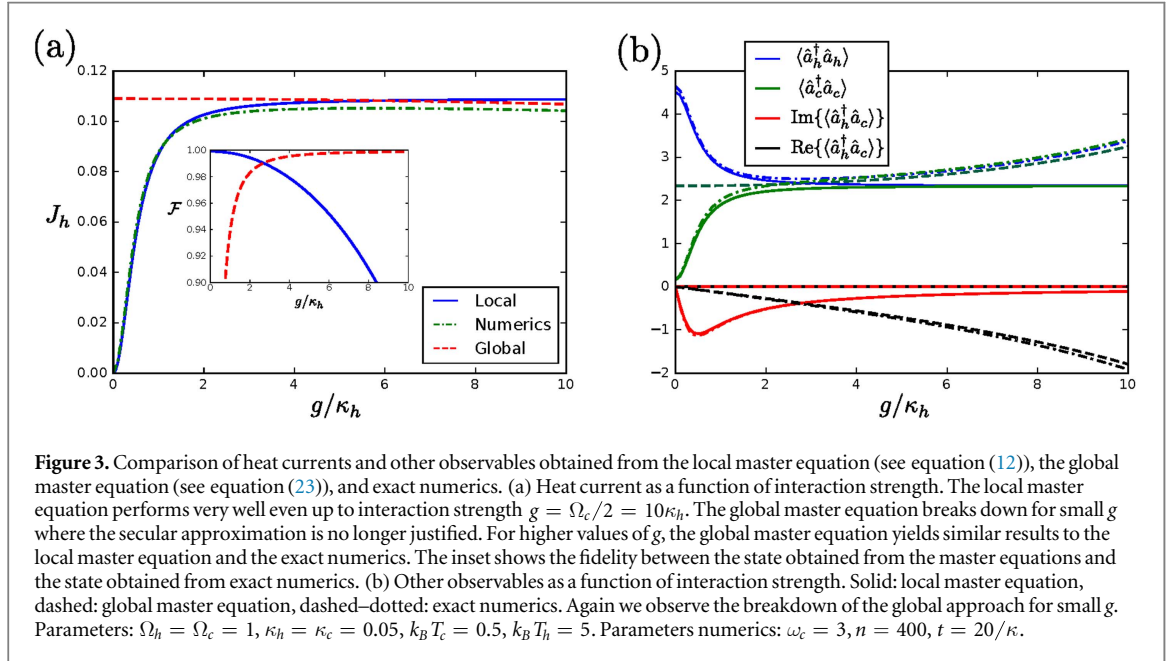 (a)
0.12
0.10
0.08
0.06
0.04
0.02
0.00
J_h
0 2 4 6 8 10
g/κ_h
1.00
0.98
0.96
0.94
0.92
0.90
ℱ
0 2 4 6 8 10
g/κ_h
Local
Numerics
Global
(b)
⟨â_h^†â_h⟩
⟨â_c^†â_c⟩
Im{⟨â_h^†â_c⟩}
Re{⟨â_h^†â_c⟩}
5
4
3
2
1
0
−1
−2
0 2 4 6 8 10
g/κ_h
Figure 3. Comparison of heat currents and other observables obtained from the local master equation (see equation (12)), the global
master equation (see equation (23)), and exact numerics. (a) Heat current as a function of interaction strength. The local master
equation performs very well even up to interaction strength g = Ω_c/2 = 10κ_h. The global master equation breaks down for small g
where the secular approximation is no longer justified. For higher values of g, the global master equation yields similar results to the
local master equation and the exact numerics. The inset shows the fidelity between the state obtained from the master equations and
the state obtained from exact numerics. (b) Other observables as a function of interaction strength. Solid: local master equation,
dashed: global master equation, dashed–dotted: exact numerics. Again we observe the breakdown of the global approach for small g.
Parameters: Ω_h = Ω_c = 1, κ_h = κ_c = 0.05, k_B T_c = 0.5, k_B T_h = 5. Parameters numerics: ω_c = 3, n = 400, t = 20/κ.